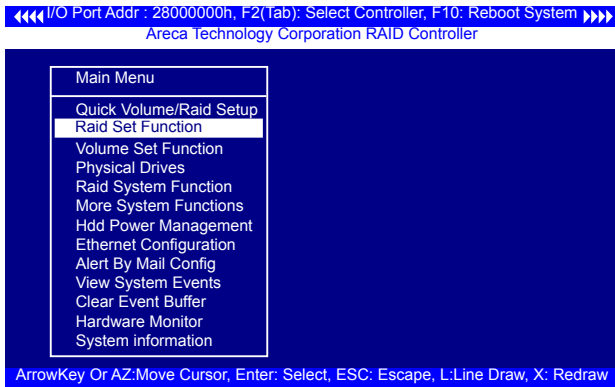 I/O Port Addr : 28000000h, F2(Tab): Select Controller, F10: Reboot System
Areca Technology Corporation RAID Controller
Main Menu
Quick Volume/Raid Setup
Raid Set Function
Volume Set Function
Physical Drives
Raid System Function
More System Functions
Hdd Power Management
Ethernet Configuration
Alert By Mail Config
View System Events
Clear Event Buffer
Hardware Monitor
System information
ArrowKey Or AZ:Move Cursor, Enter: Select, ESC: Escape, L:Line Draw, X: Redraw